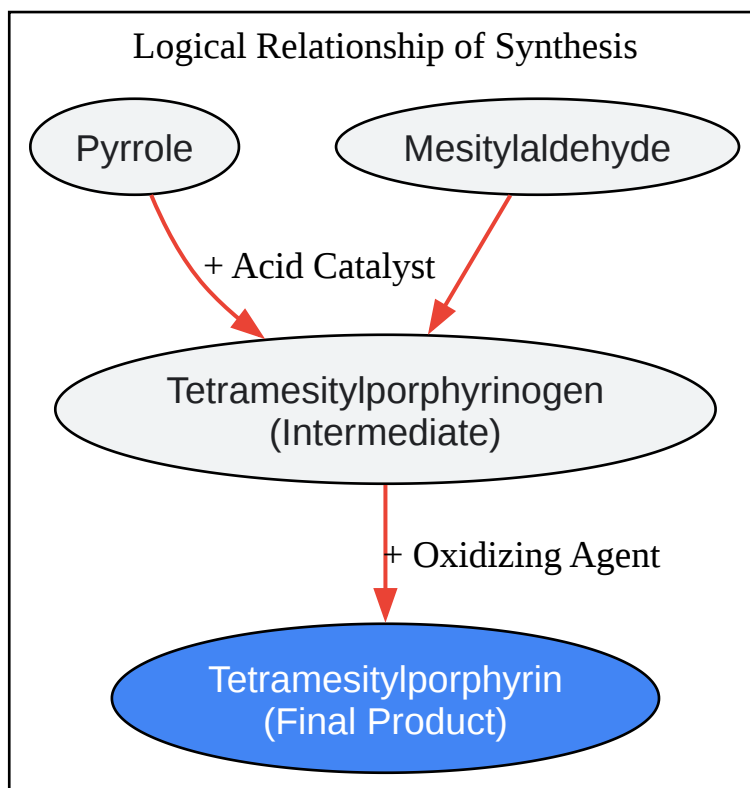 Logical Relationship of Synthesis
Pyrrole
Mesitylaldehyde
+ Acid Catalyst
Tetramesitylporphyrinogen
(Intermediate)
+ Oxidizing Agent
Tetramesitylporphyrin
(Final Product)